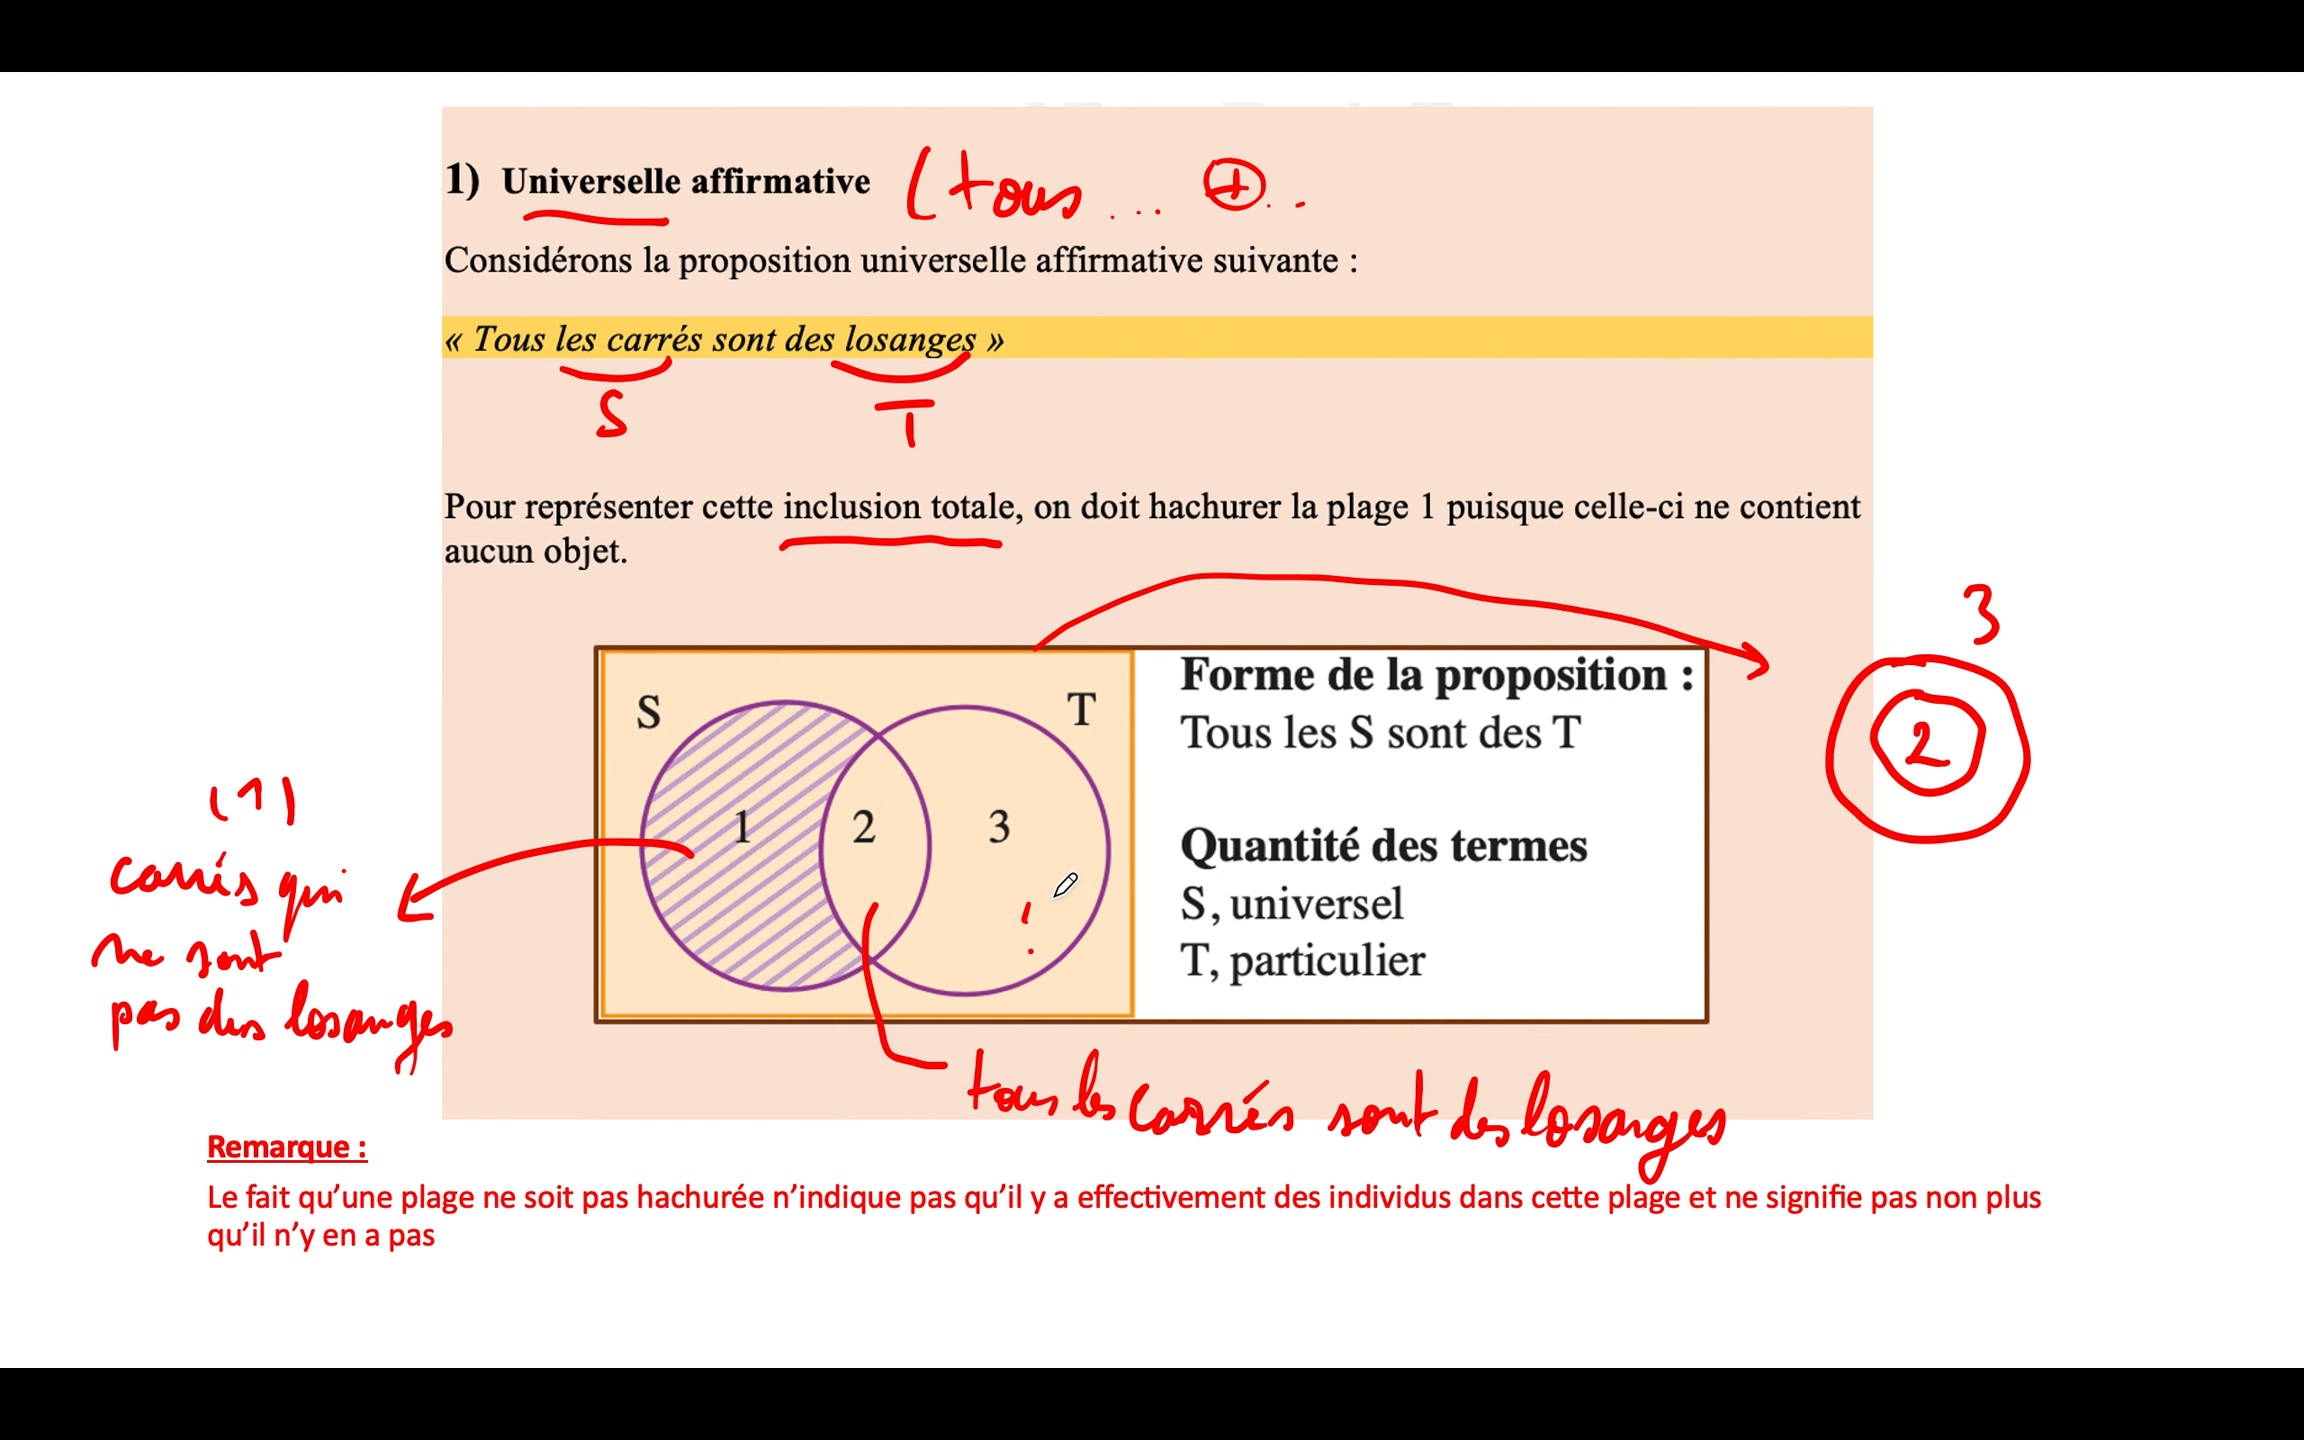 1) Universelle affirmative (tous ... + ..
Considérons la proposition universelle affirmative suivante :
« Tous les carrés sont des losanges »
S T
Pour représenter cette inclusion totale, on doit hachurer la plage 1 puisque celle-ci ne contient
aucun objet.
S T
1 2 3
!
Forme de la proposition :
Tous les S sont des T
Quantité des termes
S, universel
T, particulier
3
2
(1)
carrés qui
ne sont
pas des losanges
tous les carrés sont des losanges
Remarque :
Le fait qu’une plage ne soit pas hachurée n’indique pas qu’il y a effectivement des individus dans cette plage et ne signifie pas non plus
qu’il n’y en a pas